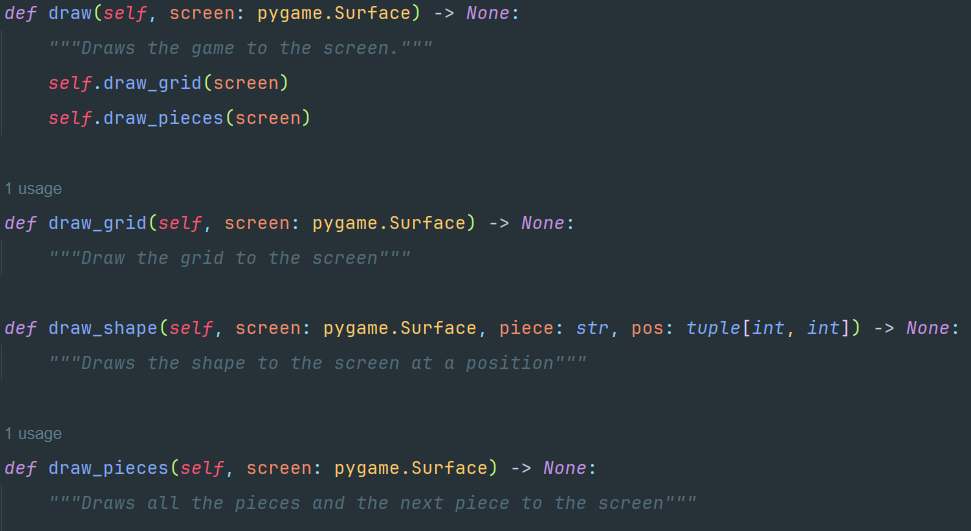 def draw(self, screen: pygame.Surface) -> None:
"""Draws the game to the screen."""
self.draw_grid(screen)
self.draw_pieces(screen)
1 usage
def draw_grid(self, screen: pygame.Surface) -> None:
"""Draw the grid to the screen"""
def draw_shape(self, screen: pygame.Surface, piece: str, pos: tuple[int, int]) -> None:
"""Draws the shape to the screen at a position"""
1 usage
def draw_pieces(self, screen: pygame.Surface) -> None:
"""Draws all the pieces and the next piece to the screen"""